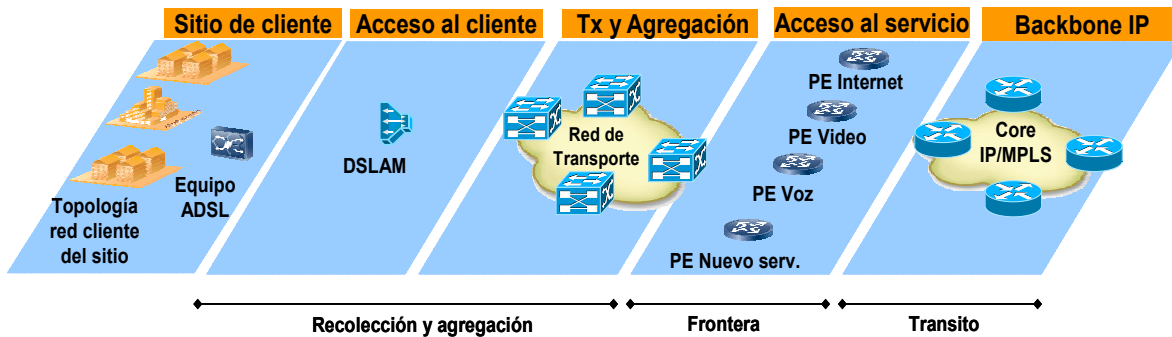 Sitio de cliente
Acceso al cliente
Tx y Agregación
Acceso al servicio
Backbone IP
Topología
red cliente
del sitio
Equipo
ADSL
DSLAM
Red de
Transporte
PE Internet
PE Video
PE Voz
PE Nuevo serv.
Core
IP/MPLS
Recolección y agregación
Frontera
Transito